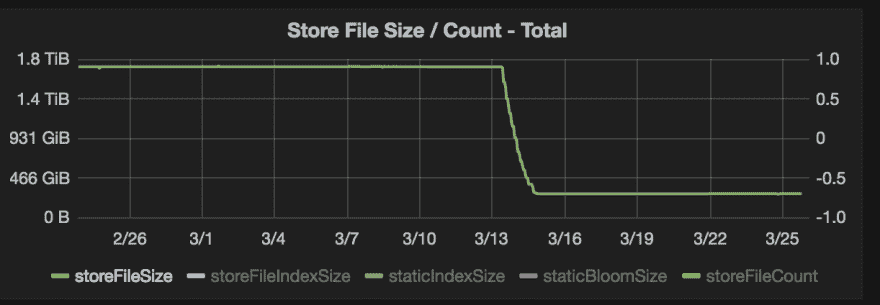 Store File Size / Count - Total
1.8 TiB 1.0
1.4 TiB 0.5
931 GiB 0
466 GiB -0.5
0 B -1.0
2/26 3/1 3/4 3/7 3/10 3/13 3/16 3/19 3/22 3/25
storeFileSize storeFileIndexSize staticIndexSize staticBloomSize storeFileCount